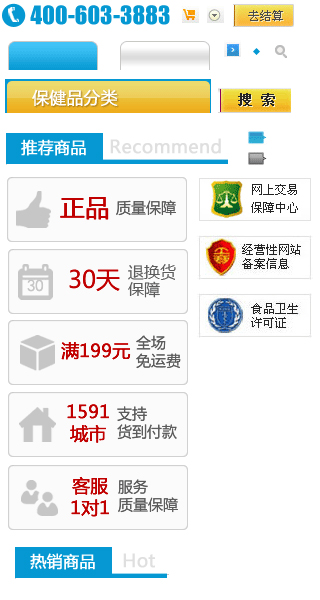 400-603-3883
去结算
保健品分类
搜 索
推荐商品 Recommend
正品 质量保障
30
30天 退换货
保障
满199元 全场
免运费
1591
城市 支持
货到付款
客服
1对1 服务
质量保障
网上交易
保障中心
经营性网站
备案信息
食品卫生
许可证
热销商品 Hot